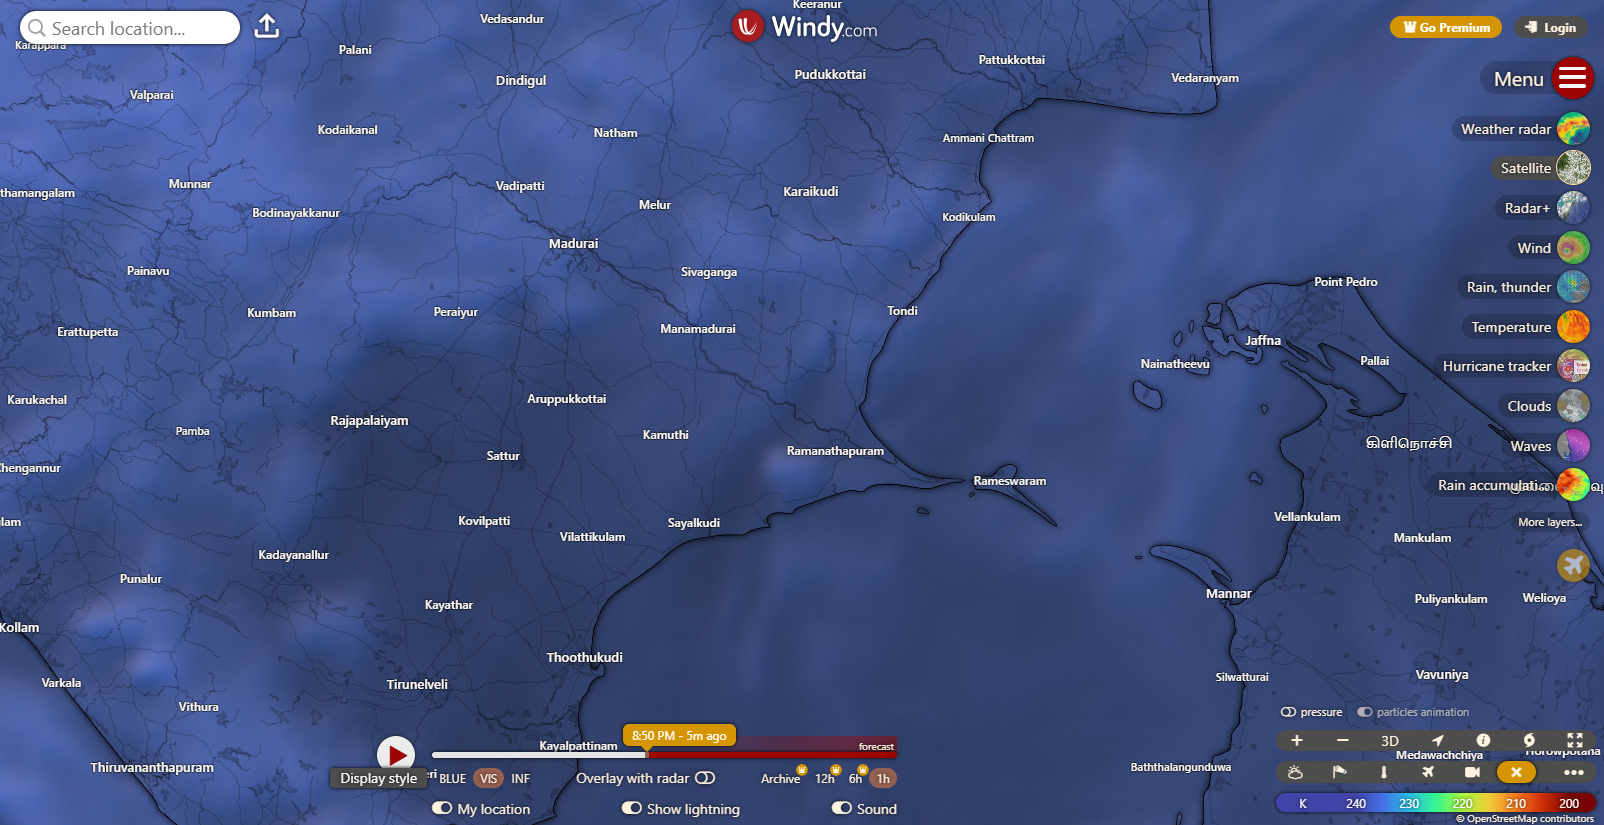 Search location...
Windy.com
Go Premium
Login
Menu
Weather radar
Satellite
Radar+
Wind
Rain, thunder
Temperature
Hurricane tracker
Clouds
Waves
More layers...
Keeranur
Vedasandur
Karappara
Palani
Pattukkottai
Pudukkottai
Vedaranyam
Dindigul
Valparai
Kodaikanal
Natham
Ammani Chattram
Munnar
Vadipatti
Karaikudi
thamangalam
Melur
Bodinayakkanur
Kodikulam
Madurai
Painavu
Sivaganga
Point Pedro
Kumbam
Peraiyur
Tondi
Erattupetta
Manamadurai
Jaffna
Nainatheevu
Pallai
Karukachal
Aruppukkottai
Rajapalaiyam
Pamba
Kamuthi
கிளிநொச்சி
Sattur
Ramanathapuram
Chengannur
Rameswaram
Rain accumulati
lam
Kovilpatti
Sayalkudi
Vellankulam
Vilattikulam
Mankulam
Kadayanallur
Punalur
Mannar
Puliyankulam
Welioya
Kayathar
Kollam
Thoothukudi
Vavuniya
Silwatturai
Varkala
Tirunelveli
Vithura
pressure
particles animation
Kayalpattinam
8:50 PM - 5m ago
forecast
3D
Medawachchiya
Horowpotana
Thiruvananthapuram
Baththalangunduwa
Display style
eri
BLUE
VIS
INF
Overlay with radar
Archive
12h
6h
1h
My location
Show lightning
Sound
K 240 230 220 210 200
© OpenStreetMap contributors